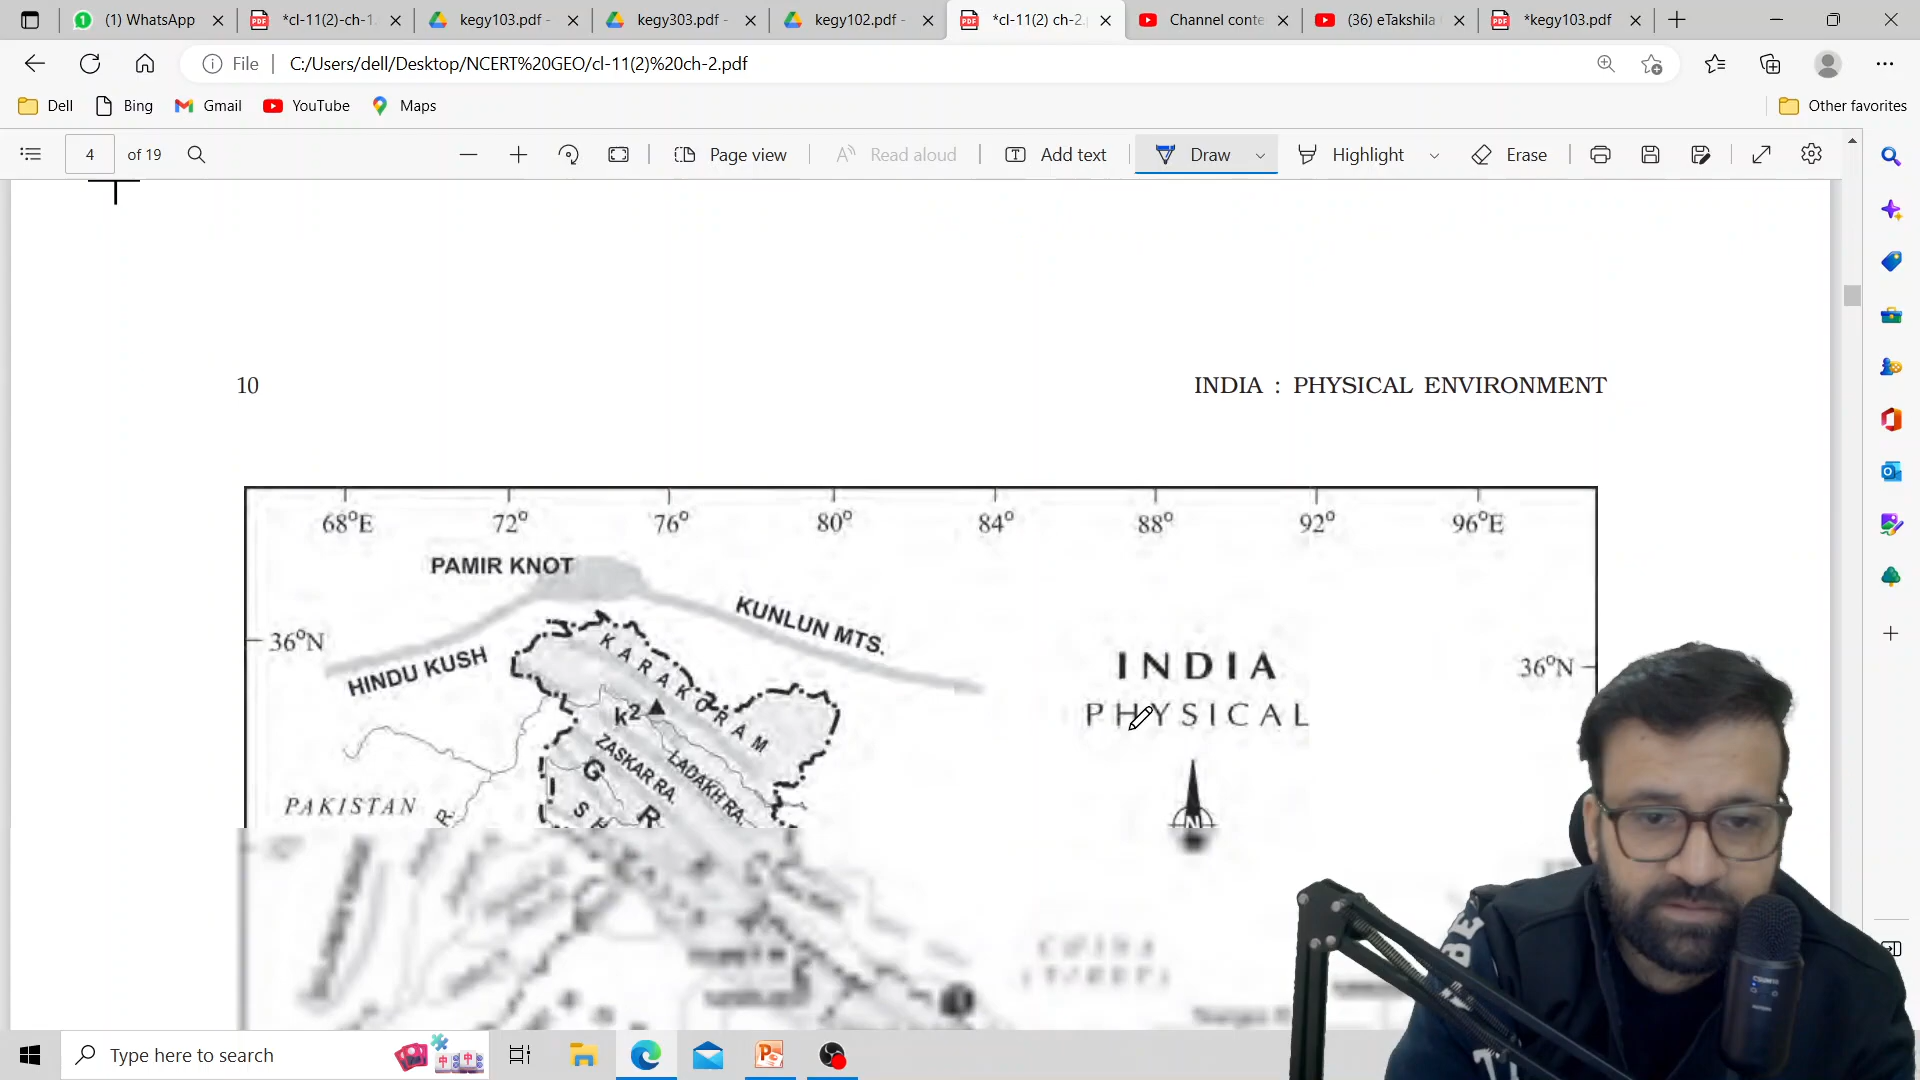 (1) WhatsApp
*cl-11(2)-ch-1.
kegy103.pdf -
kegy303.pdf -
kegy102.pdf -
*cl-11(2) ch-2.
Channel conte
(36) eTakshila
*kegy103.pdf
File
C:/Users/dell/Desktop/NCERT%20GEO/cl-11(2)%20ch-2.pdf
Dell
Bing
Gmail
YouTube
Maps
Other favorites
4 of 19
Page view
Read aloud
Add text
Draw
Highlight
Erase
10
INDIA : PHYSICAL ENVIRONMENT
68°E 72° 76° 80° 84° 88° 92° 96°E
PAMIR KNOT
KUNLUN MTS.
36°N
HINDU KUSH
KARAKORAM
INDIA
36°N
PHYSICAL
K2
ZASKAR RA.
LADAKH RA.
G
R
S H
PAKISTAN
R.
N
Type here to search